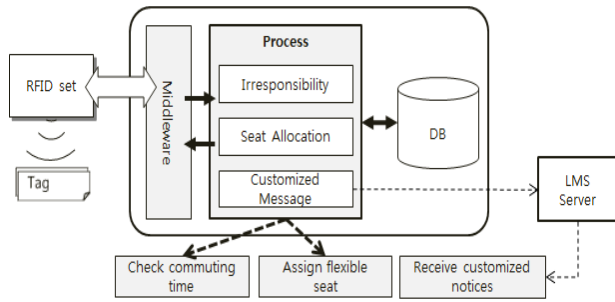 Process
RFID set
Middleware
Irresponsibility
Seat Allocation
Customized
Message
DB
Tag
LMS
Server
Check commuting
time
Assign flexible
seat
Receive customized
notices